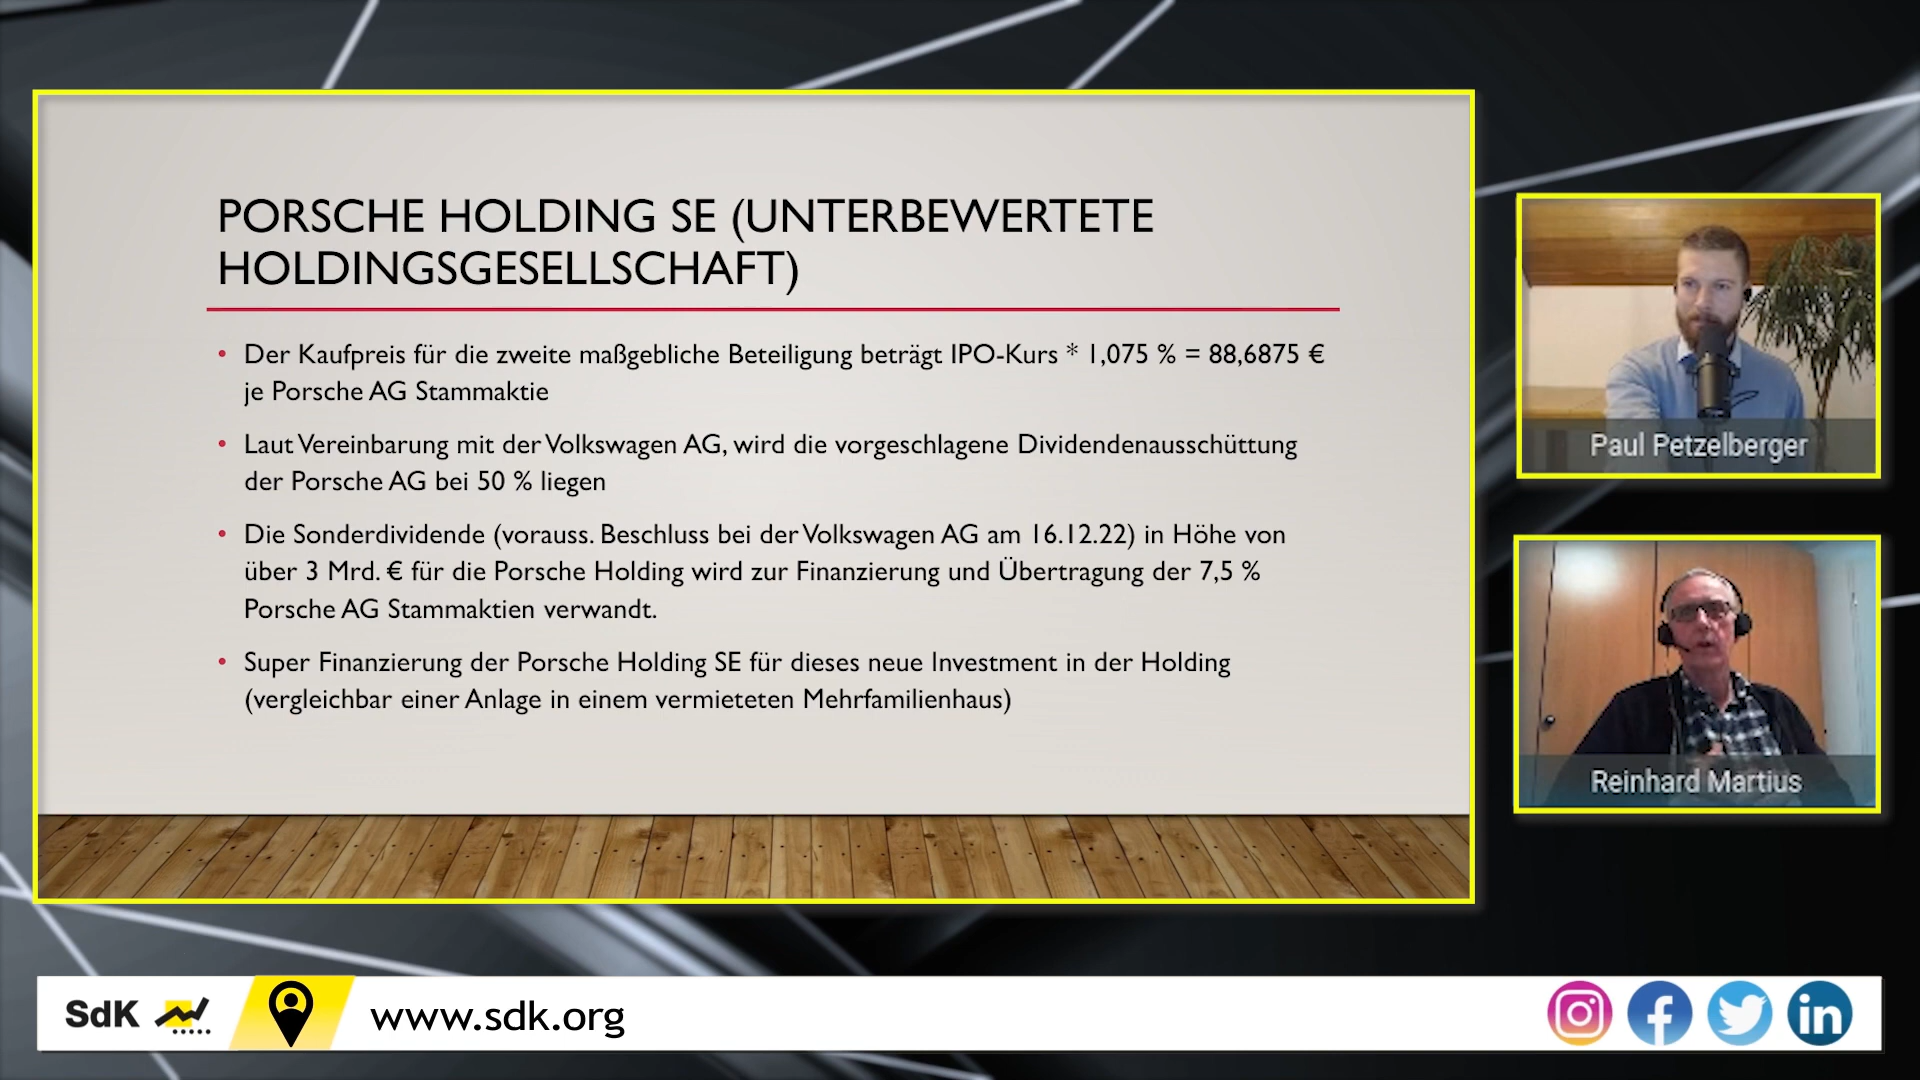 PORSCHE HOLDING SE (UNTERBEWERTETE
HOLDINGSGESELLSCHAFT)
• Der Kaufpreis für die zweite maßgebliche Beteiligung beträgt IPO-Kurs * 1,075 % = 88,6875 €
je Porsche AG Stammaktie
• Laut Vereinbarung mit der Volkswagen AG, wird die vorgeschlagene Dividendenausschüttung
der Porsche AG bei 50 % liegen
• Die Sonderdividende (vorauss. Beschluss bei der Volkswagen AG am 16.12.22) in Höhe von
über 3 Mrd. € für die Porsche Holding wird zur Finanzierung und Übertragung der 7,5 %
Porsche AG Stammaktien verwandt.
• Super Finanzierung der Porsche Holding SE für dieses neue Investment in der Holding
(vergleichbar einer Anlage in einem vermieteten Mehrfamilienhaus)
Paul Petzelberger
Reinhard Martius
SdK
www.sdk.org